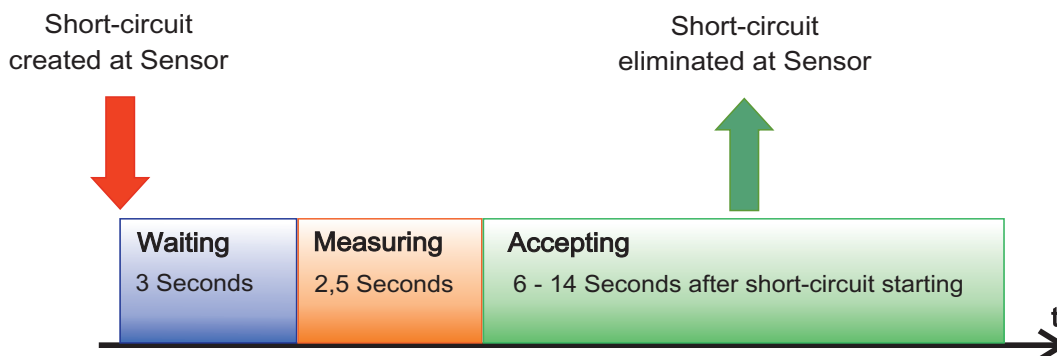 Short-circuit
created at Sensor
Short-circuit
eliminated at Sensor
Waiting
3 Seconds
Measuring
2,5 Seconds
Accepting
6 - 14 Seconds after short-circuit starting
t